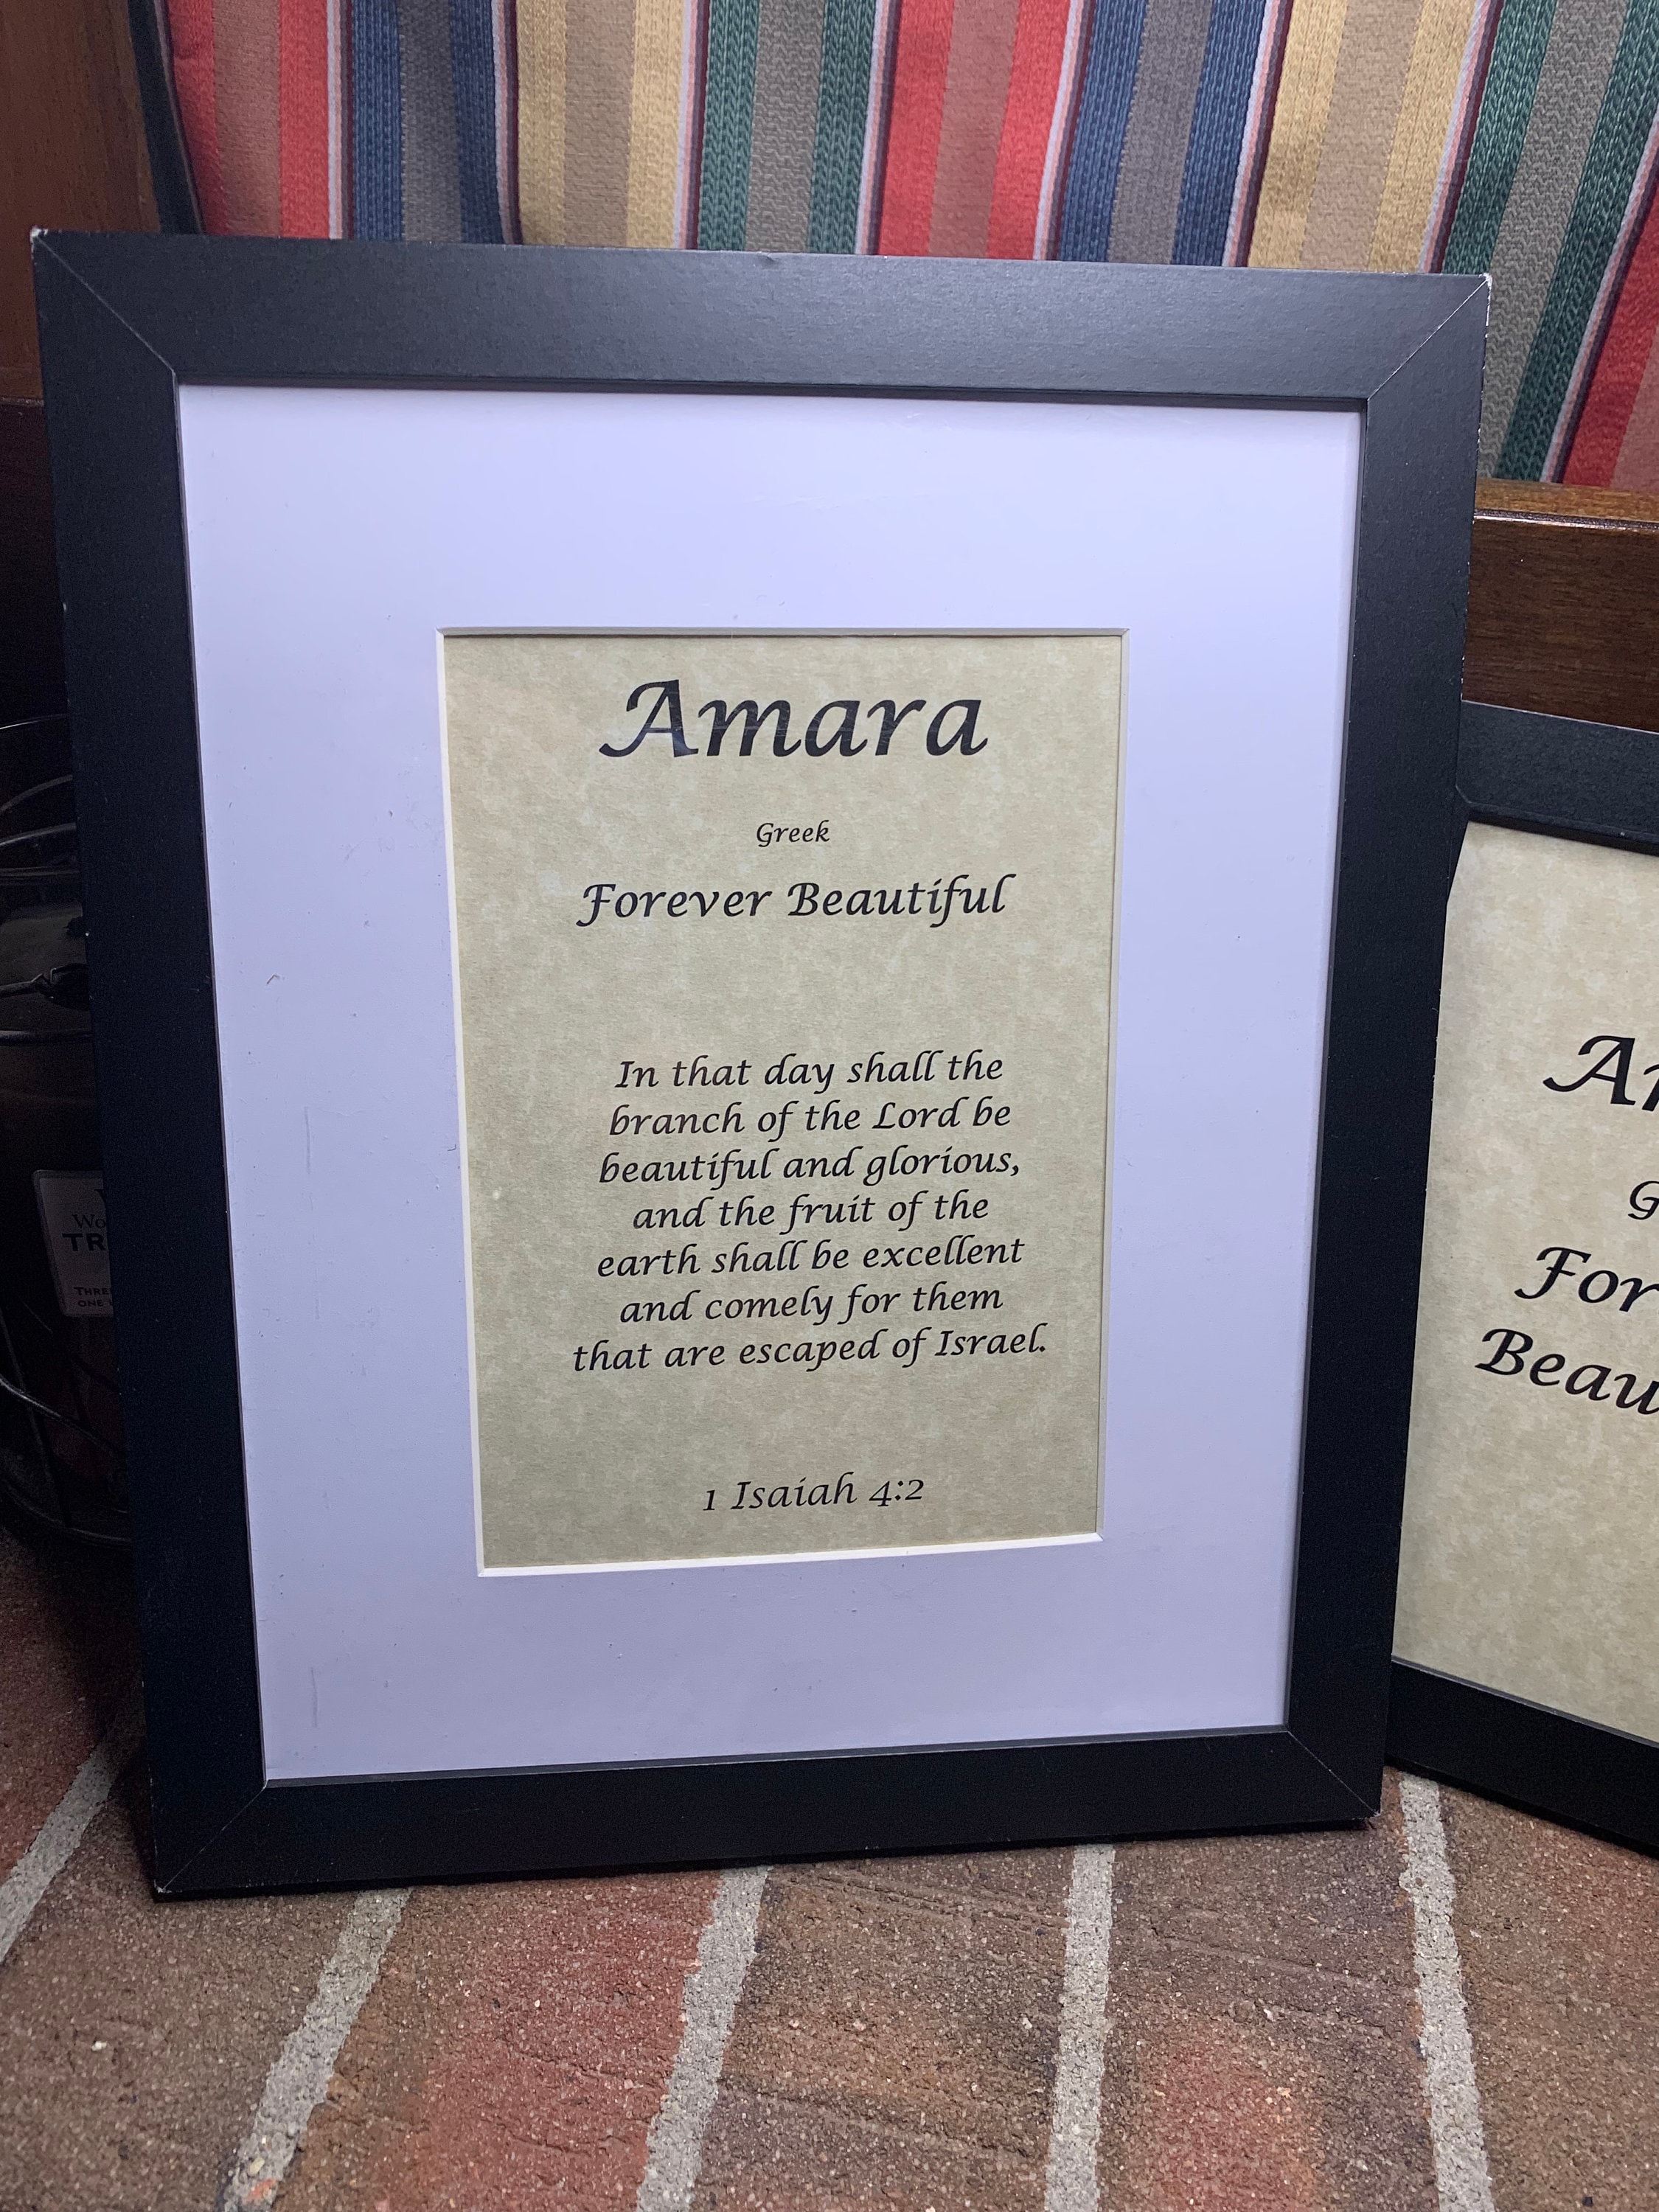 Amara
Greek
Forever Beautiful
In that day shall the
branch of the Lord be
beautiful and glorious,
and the fruit of the
earth shall be excellent
and comely for them
that are escaped of Israel.
1 Isaiah 4:2